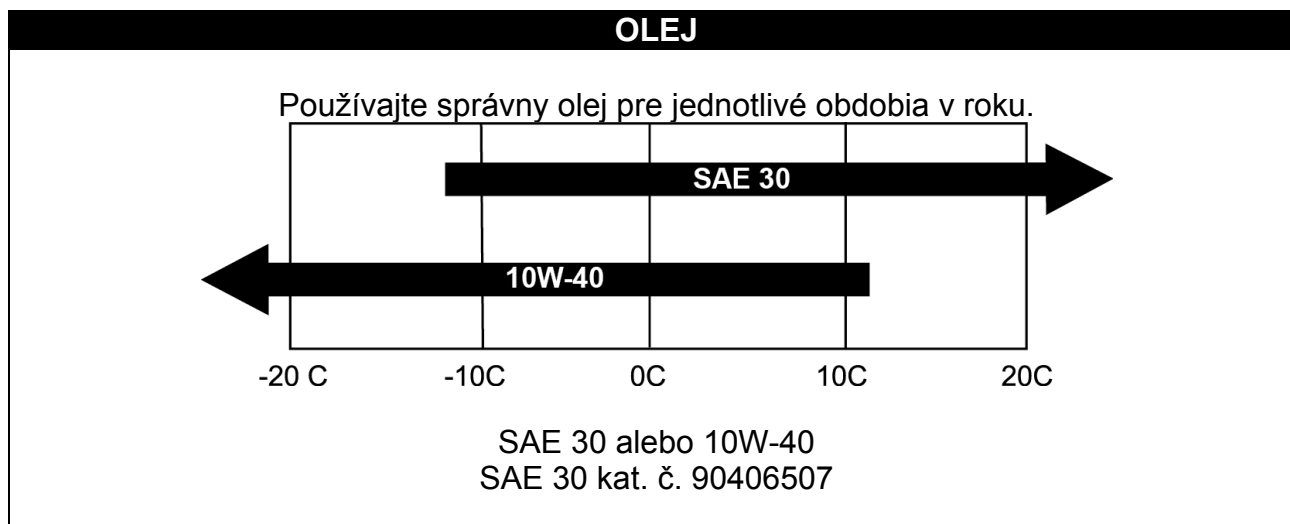 OLEJ
Používajte správny olej pre jednotlivé obdobia v roku.
SAE 30
10W-40
-20 C -10C 0C 10C 20C
SAE 30 alebo 10W-40
SAE 30 kat. č. 90406507